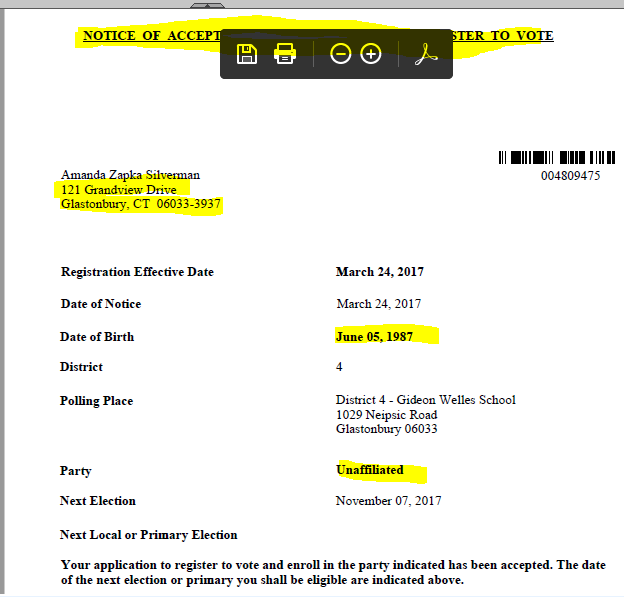 NOTICE OF ACCEPT STER TO VOTE
004809475
Amanda Zapka Silverman
121 Grandview Drive
Glastonbury, CT 06033-3937
Registration Effective Date March 24, 2017
Date of Notice March 24, 2017
Date of Birth June 05, 1987
District 4
Polling Place District 4 - Gideon Welles School
1029 Neipsic Road
Glastonbury 06033
Party Unaffiliated
Next Election November 07, 2017
Next Local or Primary Election
Your application to register to vote and enroll in the party indicated has been accepted. The date
of the next election or primary you shall be eligible are indicated above.